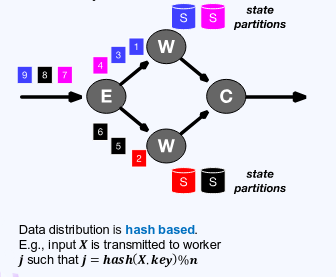 S S state
partitions
9 8 7
4 3 1
W
E
C
6 5 2
W
S S state
partitions
Data distribution is hash based.
E.g., input X is transmitted to worker
j such that j = hash(X, key)%n